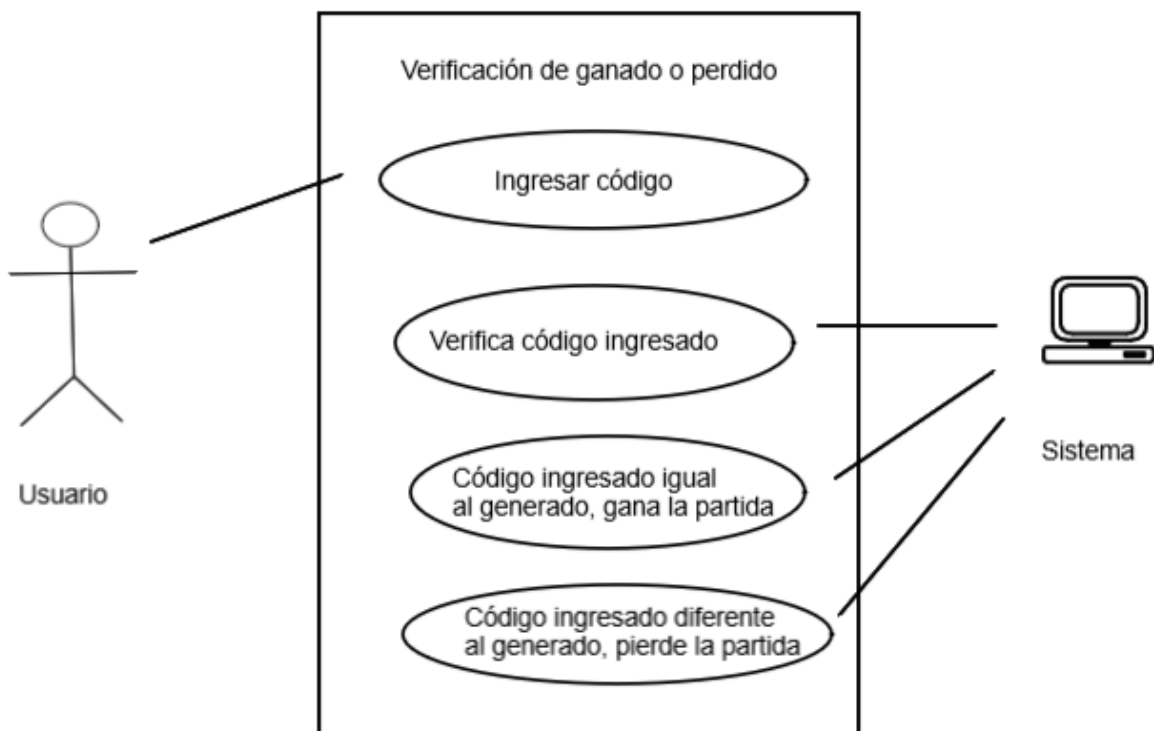 Verificación de ganado o perdido
Ingresar código
Verifica código ingresado
Código ingresado igual
al generado, gana la partida
Código ingresado diferente
al generado, pierde la partida
Usuario
Sistema